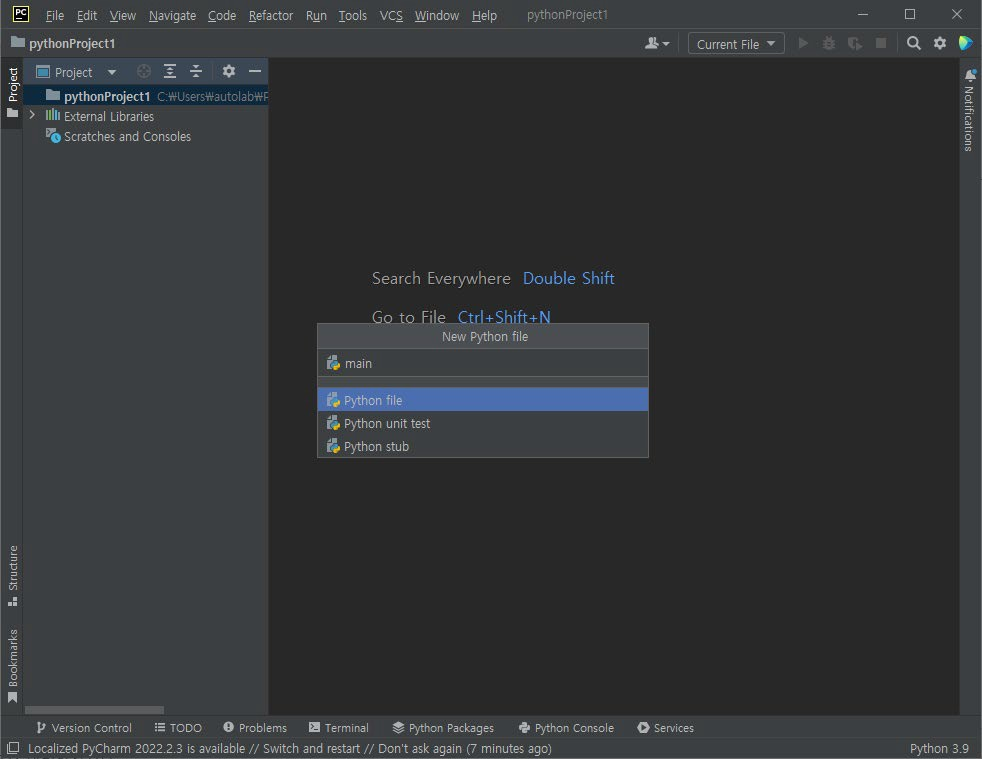 PC File Edit View Navigate Code Refactor Run Tools VCS Window Help pythonProject1
pythonProject1 Current File
Project
Project
pythonProject1 C:₩Users₩autolab₩P
External Libraries
Scratches and Consoles
Notifications
Search Everywhere Double Shift
Go to File Ctrl+Shift+N
New Python file
main
Python file
Python unit test
Python stub
Structure
Bookmarks
Version Control TODO Problems Terminal Python Packages Python Console Services
Localized PyCharm 2022.2.3 is available // Switch and restart // Don't ask again (7 minutes ago) Python 3.9